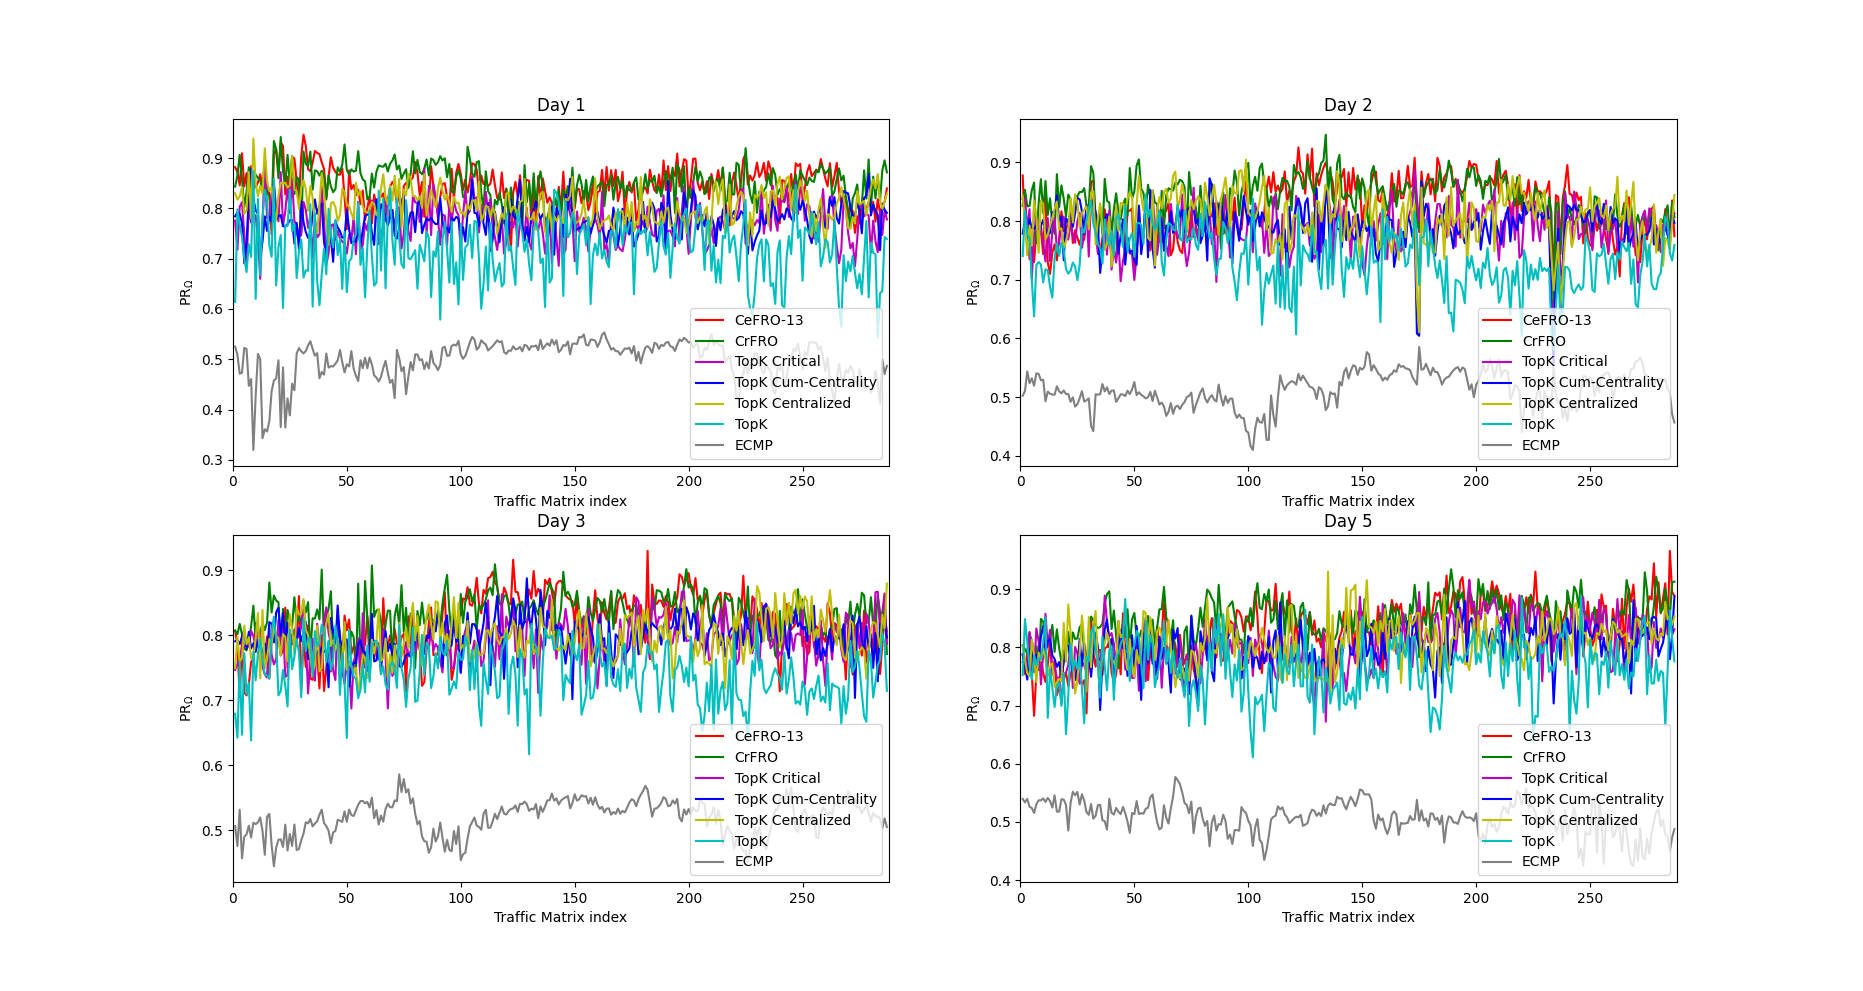 Day 1
0.9
0.8
0.7
0.6
0.5
0.4
0.3
PRΩ
0 50 100 150 200 250
Traffic Matrix index
CeFRO-13
CrFRO
TopK Critical
TopK Cum-Centrality
TopK Centralized
TopK
ECMP
Day 2
0.9
0.8
0.7
0.6
0.5
0.4
PRΩ
0 50 100 150 200 250
Traffic Matrix index
CeFRO-13
CrFRO
TopK Critical
TopK Cum-Centrality
TopK Centralized
TopK
ECMP
Day 3
0.9
0.8
0.7
0.6
0.5
PRΩ
0 50 100 150 200 250
Traffic Matrix index
CeFRO-13
CrFRO
TopK Critical
TopK Cum-Centrality
TopK Centralized
TopK
ECMP
Day 5
0.9
0.8
0.7
0.6
0.5
0.4
PRΩ
0 50 100 150 200 250
Traffic Matrix index
CeFRO-13
CrFRO
TopK Critical
TopK Cum-Centrality
TopK Centralized
TopK
ECMP